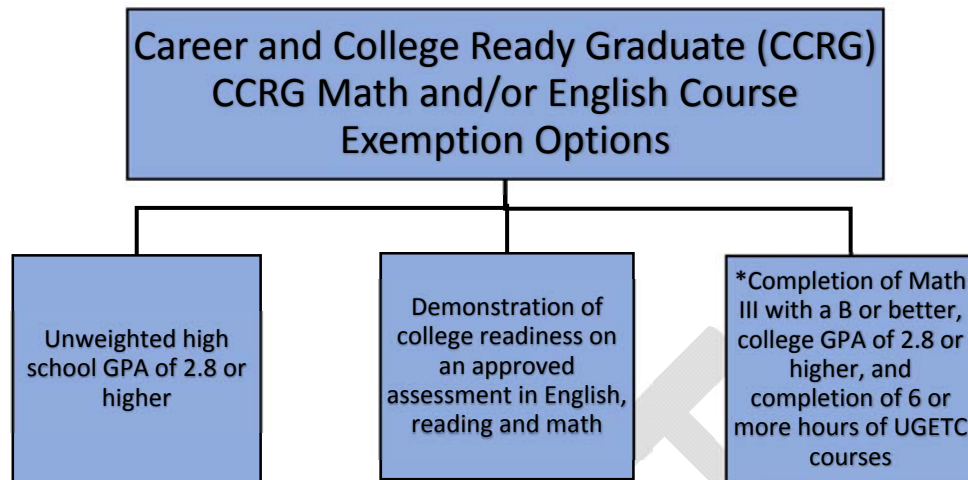 Career and College Ready Graduate (CCRG)
CCRG Math and/or English Course
Exemption Options
Unweighted high
school GPA of 2.8 or
higher
Demonstration of
college readiness on
an approved
assessment in English,
reading and math
*Completion of Math
III with a B or better,
college GPA of 2.8 or
higher, and
completion of 6 or
more hours of UGETC
courses